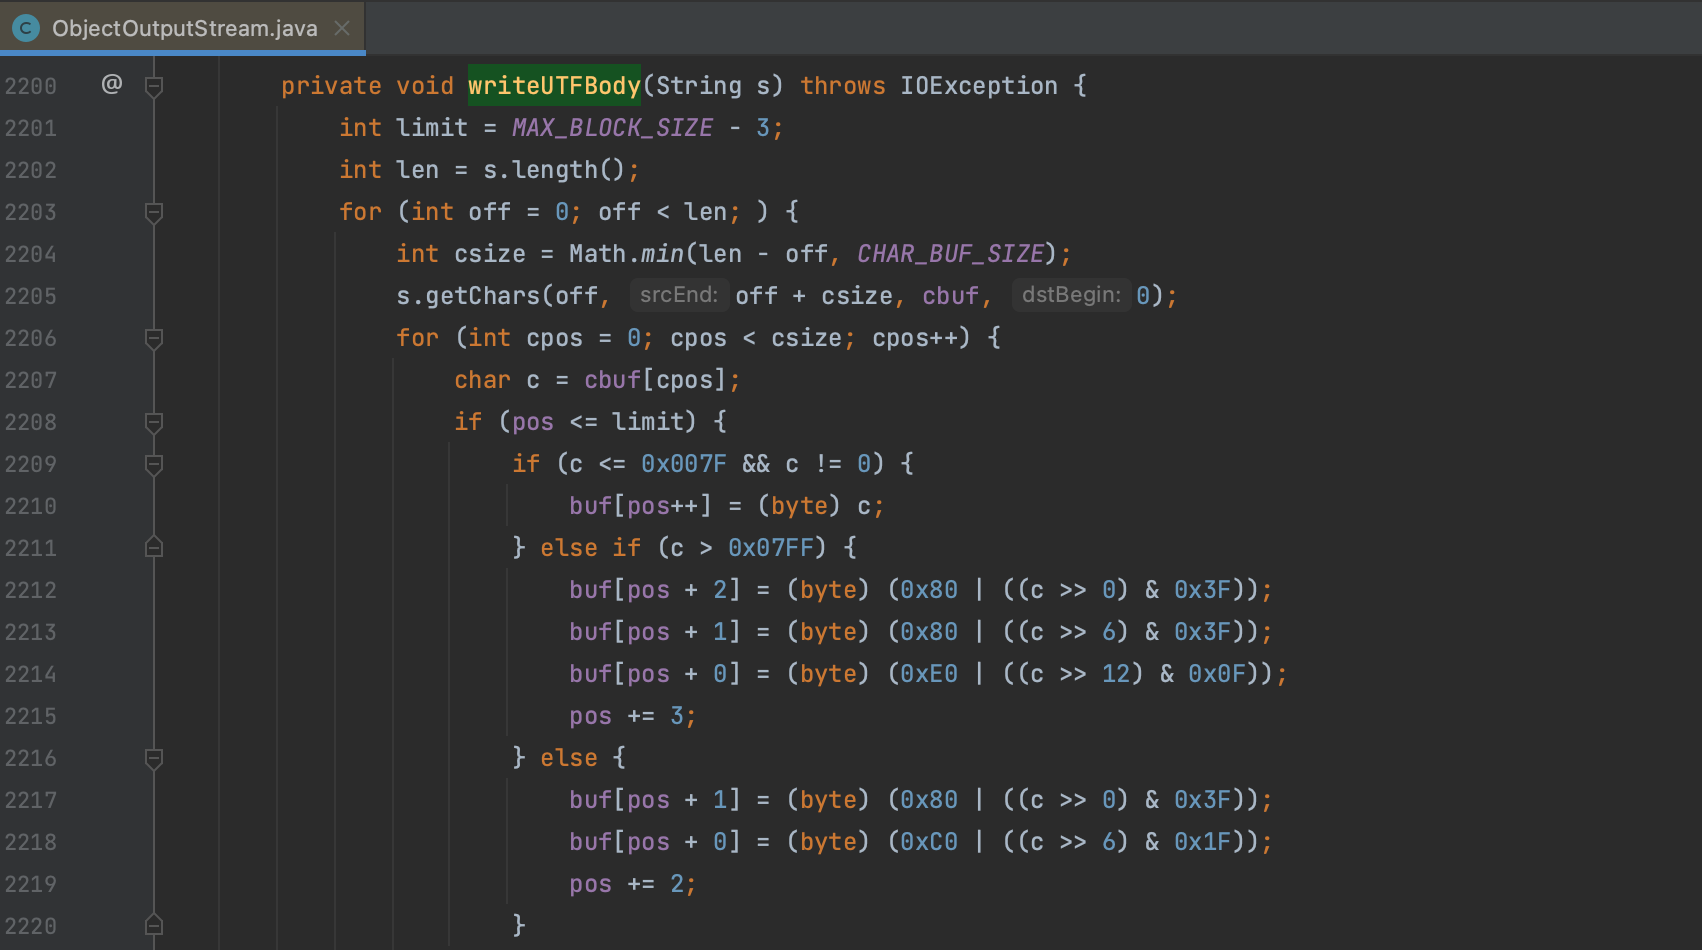 C ObjectOutputStream.java
2200 @ private void writeUTFBody(String s) throws IOException {
2201 int limit = MAX_BLOCK_SIZE - 3;
2202 int len = s.length();
2203 for (int off = 0; off < len; ) {
2204 int csize = Math.min(len - off, CHAR_BUF_SIZE);
2205 s.getChars(off, srcEnd: off + csize, cbuf, dstBegin: 0);
2206 for (int cpos = 0; cpos < csize; cpos++) {
2207 char c = cbuf[cpos];
2208 if (pos <= limit) {
2209 if (c <= 0x007F && c != 0) {
2210 buf[pos++] = (byte) c;
2211 } else if (c > 0x07FF) {
2212 buf[pos + 2] = (byte) (0x80 | ((c >> 0) & 0x3F));
2213 buf[pos + 1] = (byte) (0x80 | ((c >> 6) & 0x3F));
2214 buf[pos + 0] = (byte) (0xE0 | ((c >> 12) & 0x0F));
2215 pos += 3;
2216 } else {
2217 buf[pos + 1] = (byte) (0x80 | ((c >> 0) & 0x3F));
2218 buf[pos + 0] = (byte) (0xC0 | ((c >> 6) & 0x1F));
2219 pos += 2;
2220 }